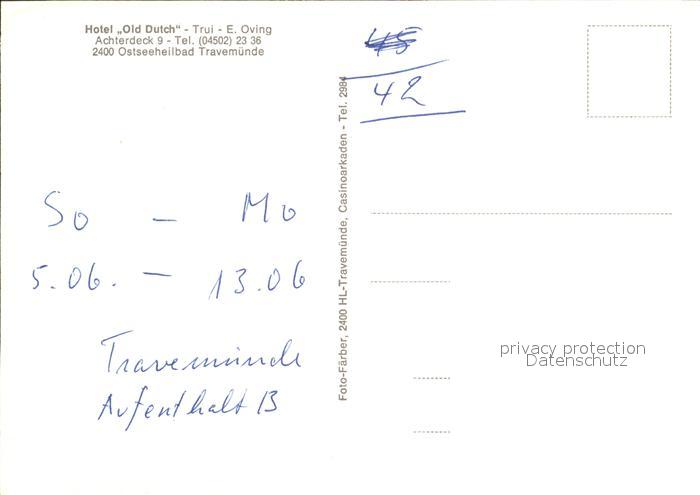 Hotel „Old Dutch“ - Trui - E. Oving
Achterdeck 9 - Tel. (04502) 23 36
2400 Ostseeheilbad Travemünde
45
42
Foto-Färber, 2400 HL-Travemünde, Casinoarkaden - Tel. 2984
So – Mo
5.06. – 13.06
Travemünde
Aufenthalt B
privacy protection
Datenschutz